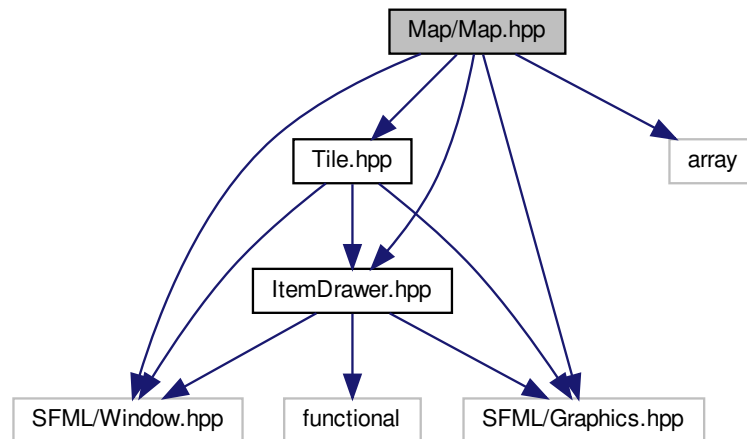 Map/Map.hpp
Tile.hpp
array
ItemDrawer.hpp
SFML/Window.hpp
functional
SFML/Graphics.hpp